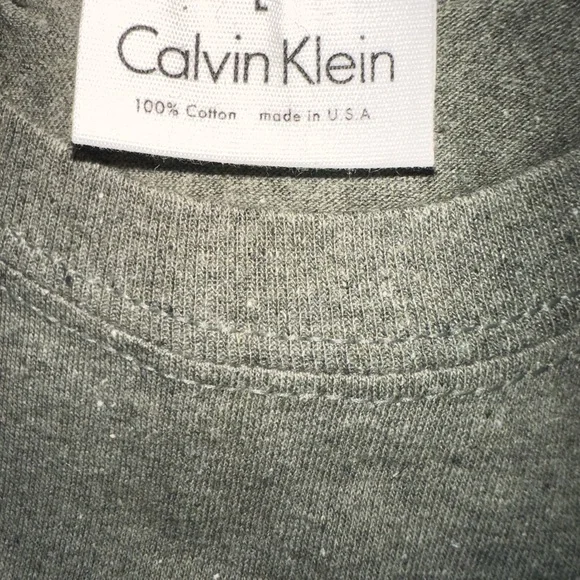 L
Calvin Klein
100% Cotton made in U.S.A